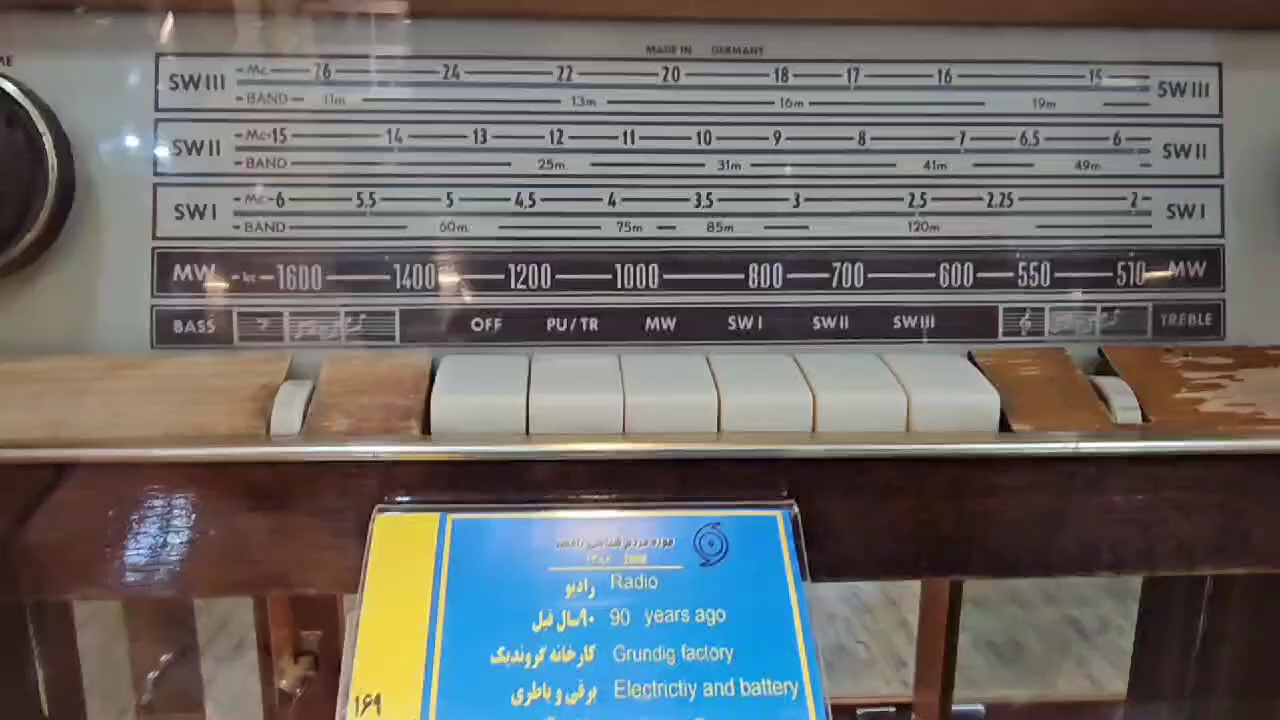 MADE IN GERMANY
SW III Mc 26 24 22 20 18 17 16 15 SW III
BAND 11m 13m 16m 19m
SW II Mc 15 14 13 12 11 10 9 8 7 6,5 6 SW II
BAND 25m 31m 41m 49m
SW I Mc 6 5,5 5 4,5 4 3,5 3 2,5 2,25 2 SW I
BAND 60m 75m 85m 120m
MW kc 1600 1400 1200 1000 800 700 600 550 510 MW
BASS OFF PU/TR MW SW I SW II SW III TREBLE
موزه مردم شناسی
۱۳۸۶ 2008
رادیو Radio
۹۰سال قبل 90 years ago
کارخانه گروندیک Grundig factory
برقی و باطری Electrictiy and battery
۱۶۹